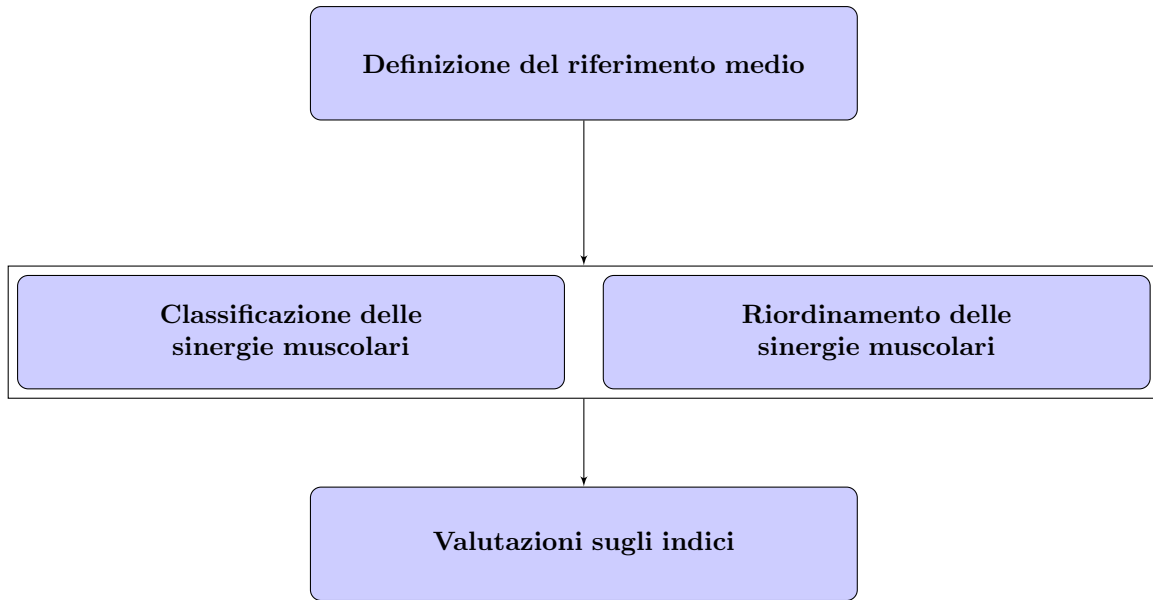 Definizione del riferimento medio
Classificazione delle
sinergie muscolari
Riordinamento delle
sinergie muscolari
Valutazioni sugli indici